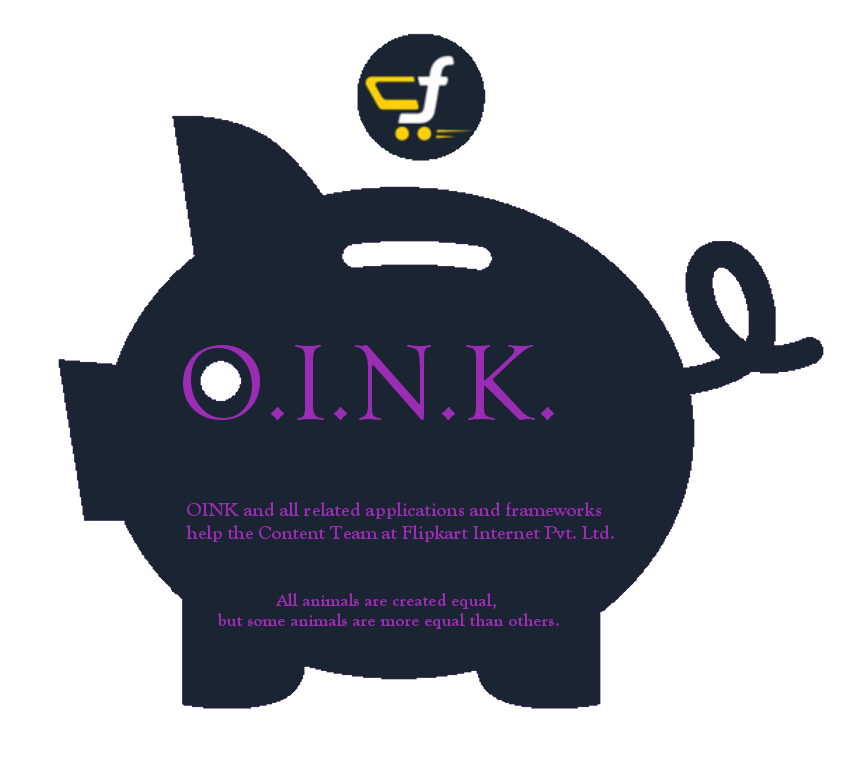 f
O.I.N.K.
OINK and all related applications and frameworks
help the Content Team at Flipkart Internet Pvt. Ltd.
All animals are created equal,
but some animals are more equal than others.